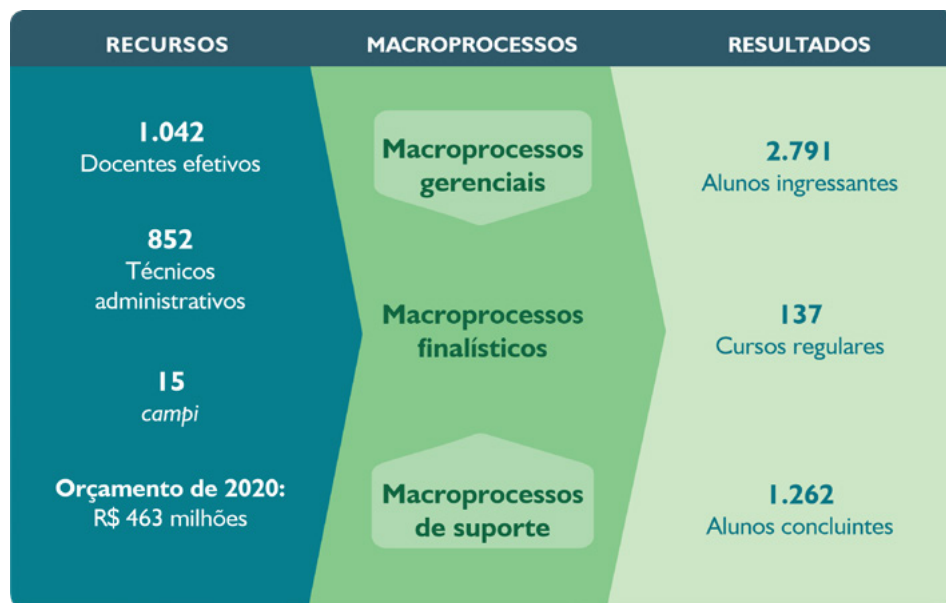 RECURSOS
MACROPROCESSOS
RESULTADOS
1.042
Docentes efetivos
852
Técnicos
administrativos
15
campi
Orçamento de 2020:
R$ 463 milhões
Macroprocessos
gerenciais
Macroprocessos
finalísticos
Macroprocessos
de suporte
2.791
Alunos ingressantes
137
Cursos regulares
1.262
Alunos concluintes